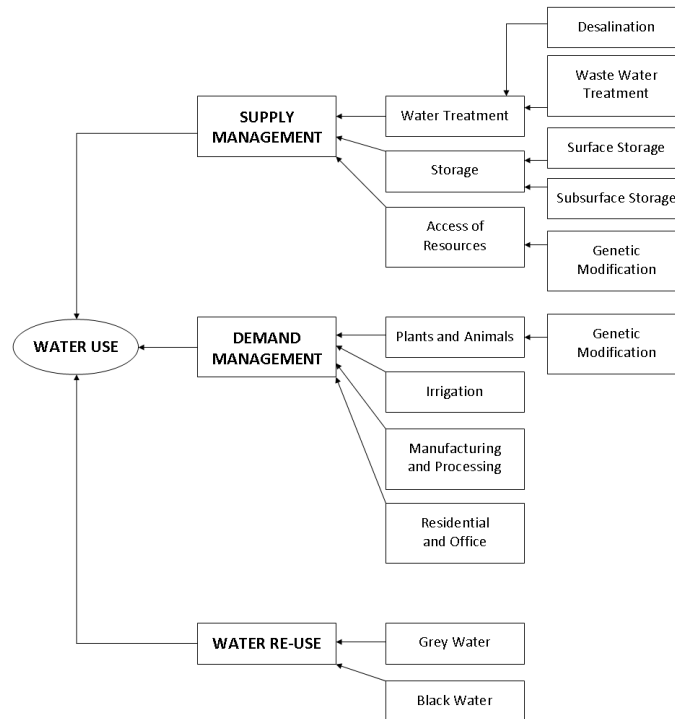 Desalination
Waste Water
Treatment
SUPPLY
MANAGEMENT
Water Treatment
Surface Storage
Storage
Subsurface Storage
Access of
Resources
Genetic
Modification
WATER USE
DEMAND
MANAGEMENT
Plants and Animals
Genetic
Modification
Irrigation
Manufacturing
and Processing
Residential
and Office
WATER RE-USE
Grey Water
Black Water